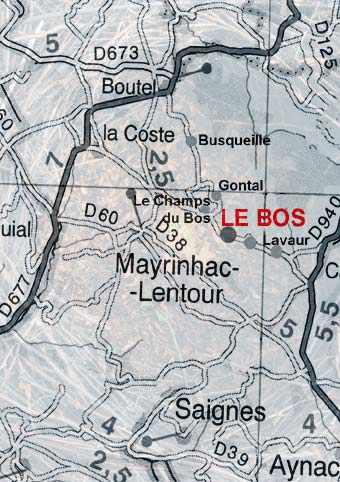 5
D673
D125
Boutel
60
la Coste
2,5
Busqueille
7
Gontal
Le Champs
du Bos
LE BOS
D60
D38
D940
uial
Lavaur
Mayrinhac-
-Lentour
C
D677
5
5,5
Saignes
4
4
D39
2,5
Aynac